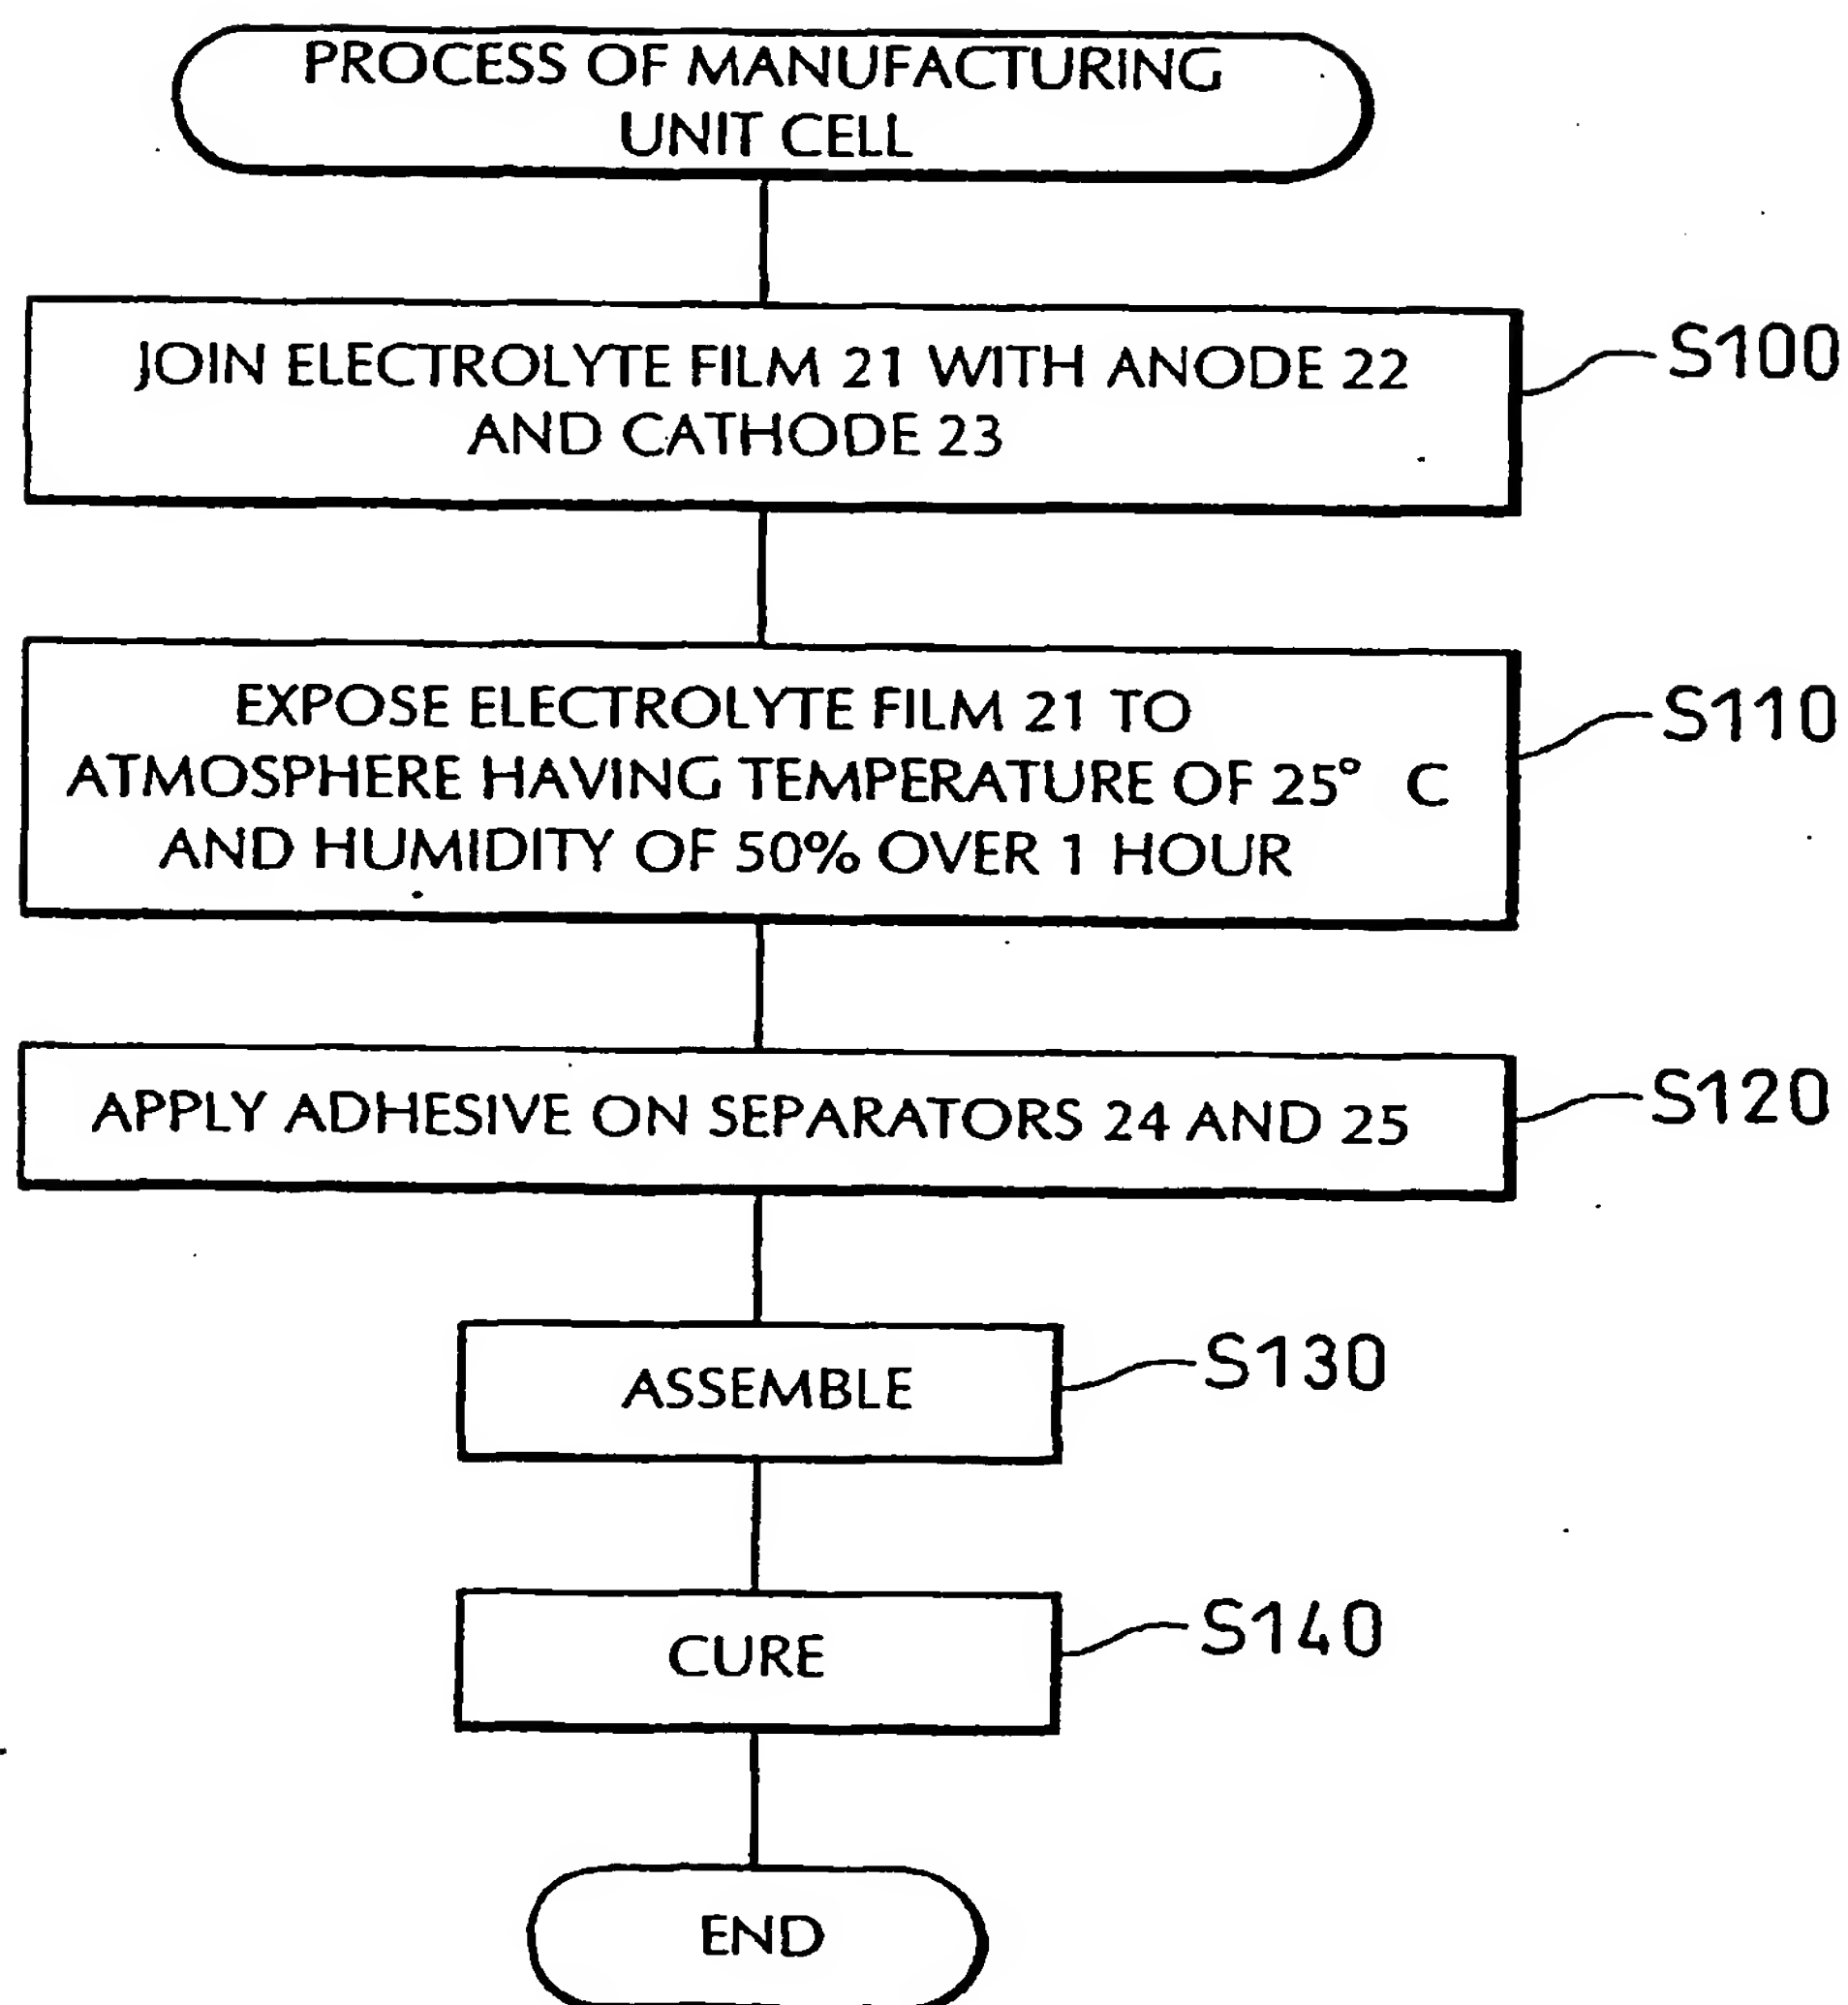 PROCESS OF MANUFACTURING
UNIT CELL
JOIN ELECTROLYTE FILM 21 WITH ANODE 22
AND CATHODE 23
S100
EXPOSE ELECTROLYTE FILM 21 TO
ATMOSPHERE HAVING TEMPERATURE OF 25° C
AND HUMIDITY OF 50% OVER 1 HOUR
S110
APPLY ADHESIVE ON SEPARATORS 24 AND 25
S120
ASSEMBLE
S130
CURE
S140
END